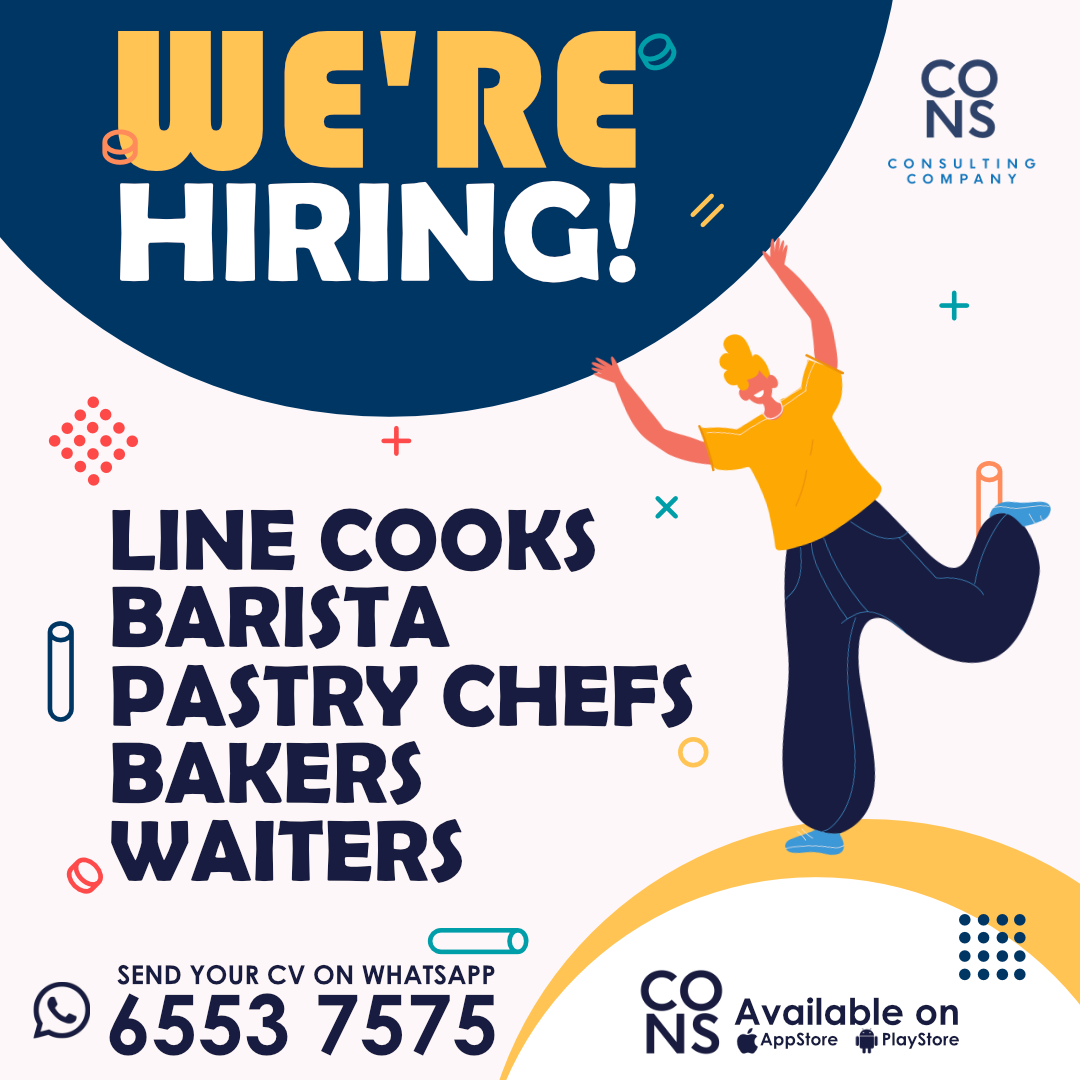 WE'RE
HIRING!
CO
NS
CONSULTING
COMPANY
LINE COOKS
BARISTA
PASTRY CHEFS
BAKERS
WAITERS
SEND YOUR CV ON WHATSAPP
6553 7575
CO
NS
Available on
AppStore PlayStore